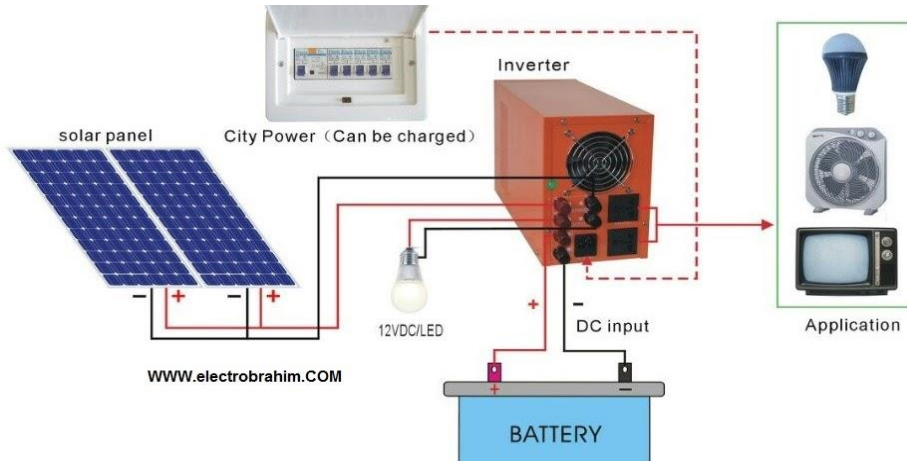 Inverter
solar panel
City Power（Can be charged）
− + − +
12VDC/LED
+ −
DC input
Application
WWW.electrobrahim.COM
+ −
BATTERY